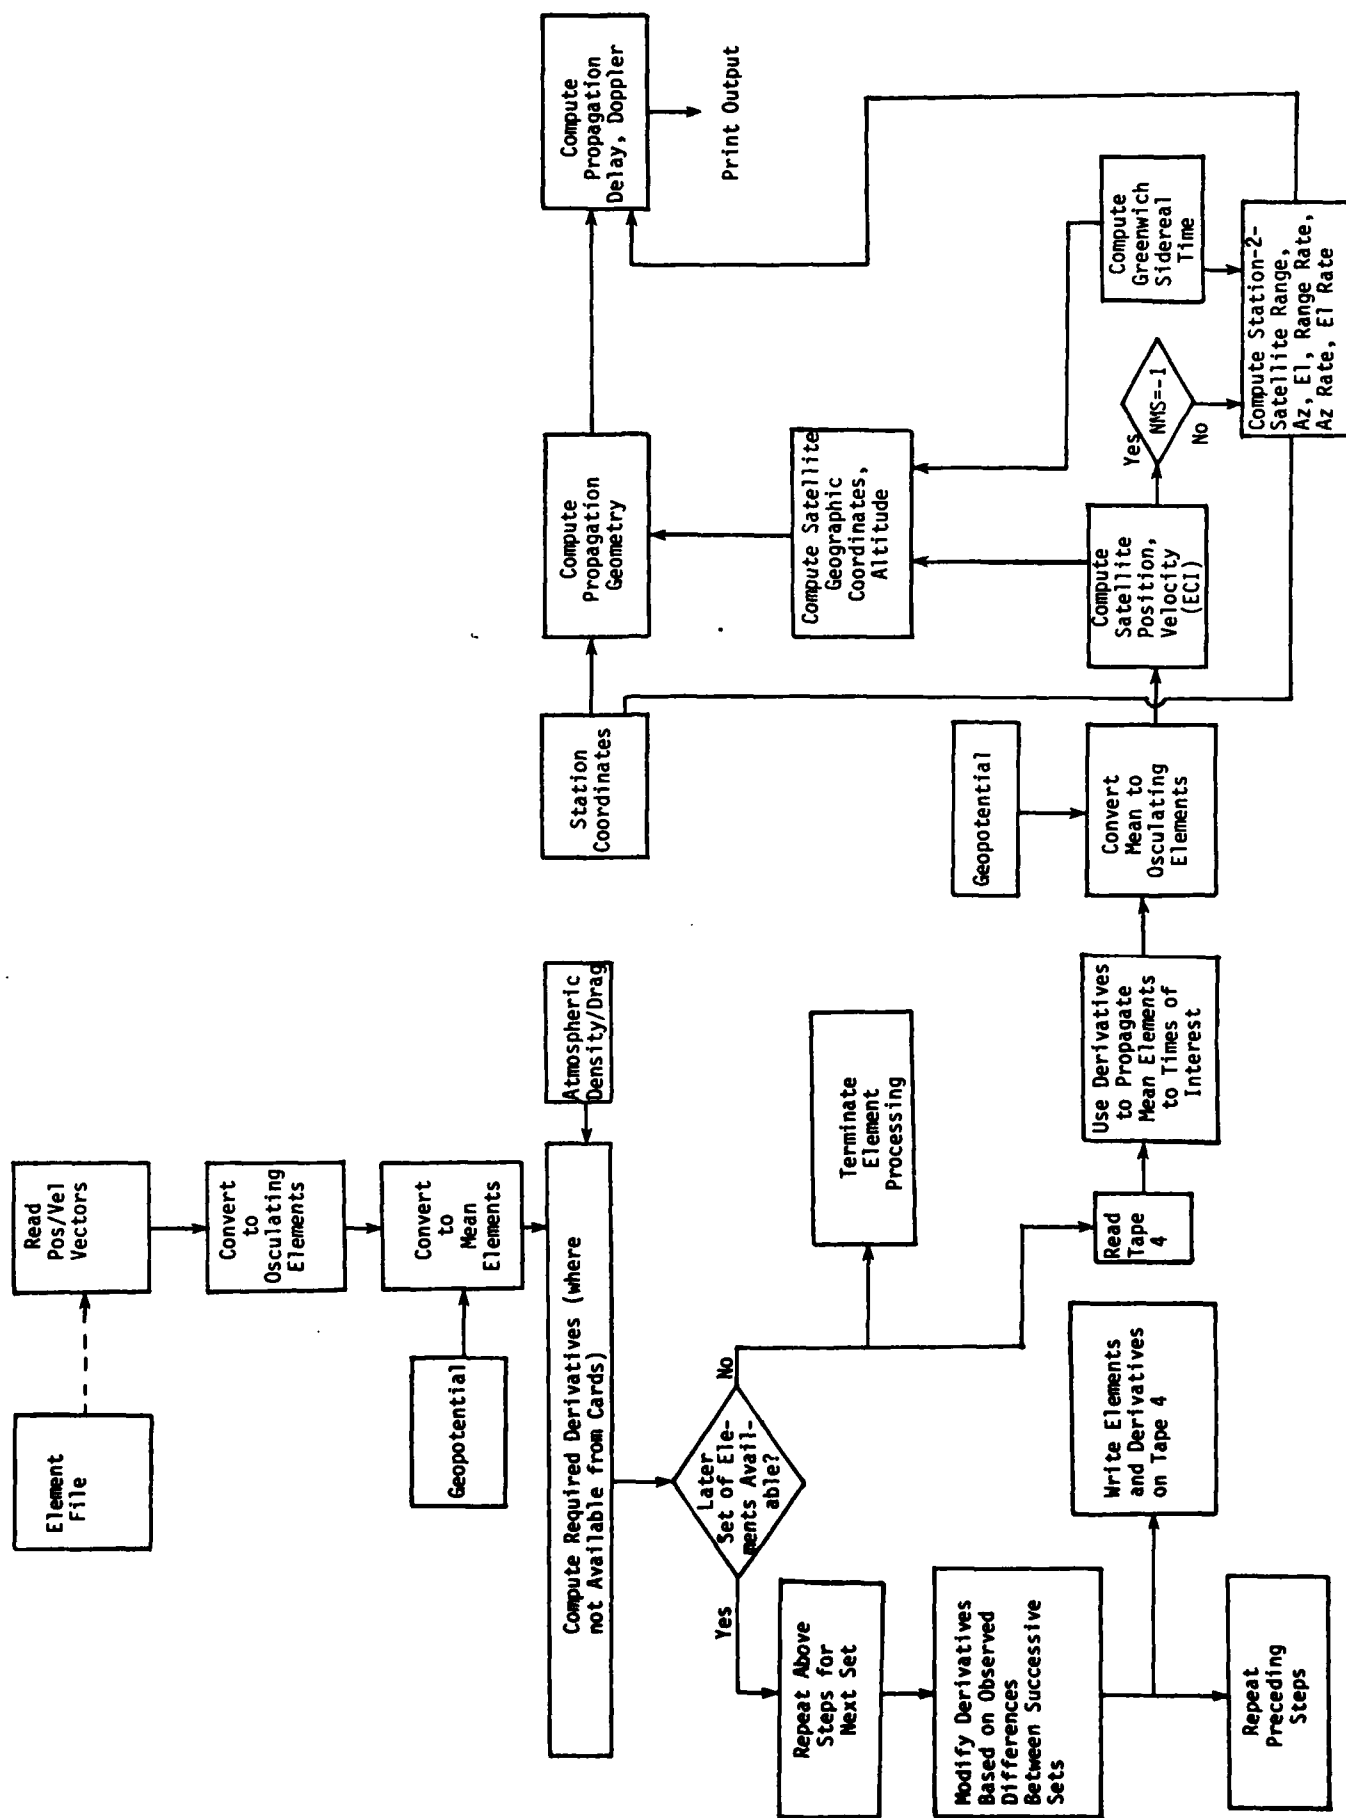 Element
File
Read
Pos/Vel
Vectors
Convert
to
Osculating
Elements
Geopotential
Convert
to
Mean
Elements
Compute Required Derivatives (where
not Available from Cards)
Atmospheric
Density/Drag
Later
Set of Ele-
ments Avail-
able?
Yes
No
Repeat Above
Steps for
Next Set
Terminate
Element
Processing
Modify Derivatives
Based on Observed
Differences
Between Successive
Sets
Write Elements
and Derivatives
on Tape 4
Repeat
Preceding
Steps
Read
Tape
4
Use Derivatives
to Propagate
Mean Elements
to Times of
Interest
Geopotential
Convert
Mean to
Osculating
Elements
Station
Coordinates
Compute
Propagation
Geometry
Compute
Propagation
Delay, Doppler
Print Output
Compute Satellite
Geographic
Coordinates,
Altitude
Compute
Satellite
Position,
Velocity
(ECI)
Yes
NMS=-1
No
Compute
Greenwich
Sidereal
Time
Compute Station-2-
Satellite Range,
Az, El, Range Rate,
Az Rate, El Rate